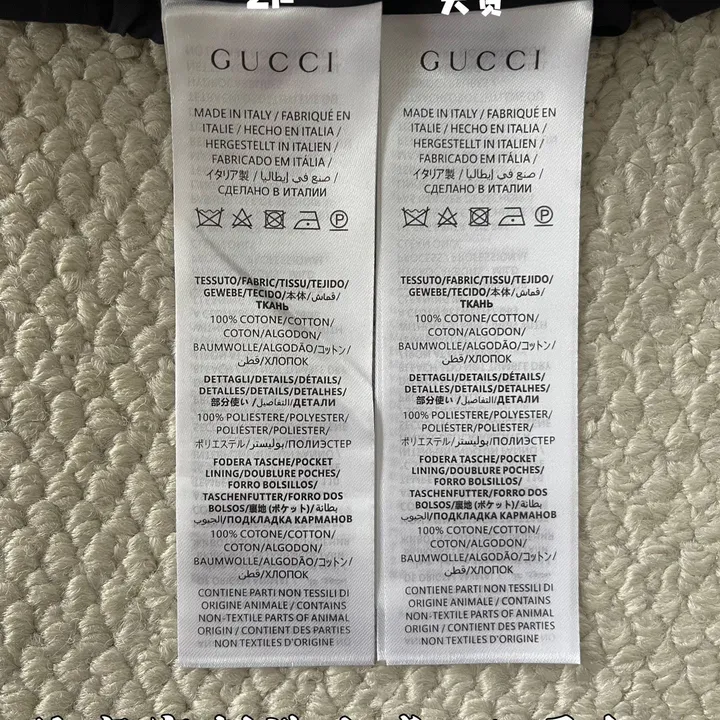 GUCCI
MADE IN ITALY / FABRIQUÉ EN
ITALIE / HECHO EN ITALIA /
HERGESTELLT IN ITALIEN /
FABRICADO EM ITÁLIA /
イタリア製 / صنع في إيطاليا /
СДЕЛАНО В ИТАЛИИ
TESSUTO/FABRIC/TISSU/TEJIDO/
GEWEBE/TECIDO/本体/قماش/
ТКАНЬ
100% COTONE/COTTON/
COTON/ALGODON/
BAUMWOLLE/ALGODÃO/コットン/
قطن/ХЛОПОК
DETTAGLI/DETAILS/DÉTAILS/
DETALLES/DETAILS/DETALHES/
部分使い /التفاصيل/ДЕТАЛИ
100% POLIESTERE/POLYESTER/
POLIÉSTER/POLIESTER/
ポリエステル/بوليستر/ПОЛИЭСТЕР
FODERA TASCHE/POCKET
LINING/DOUBLURE POCHES/
FORRO BOLSILLOS/
TASCHENFUTTER/FORRO DOS
BOLSOS/裏地 (ポケット)/بطانة
الجيوب/ПОДКЛАДКА КАРМАНОВ
100% COTONE/COTTON/
COTON/ALGODON/
BAUMWOLLE/ALGODÃO/コットン/
قطن/ХЛОПОК
CONTIENE PARTI NON TESSILI DI
ORIGINE ANIMALE / CONTAINS
NON-TEXTILE PARTS OF ANIMAL
ORIGIN / CONTIENT DES PARTIES
NON TEXTILES D'ORIGINE
GUCCI
MADE IN ITALY / FABRIQUÉ EN
ITALIE / HECHO EN ITALIA /
HERGESTELLT IN ITALIEN /
FABRICADO EM ITÁLIA /
イタリア製 / صنع في إيطاليا /
СДЕЛАНО В ИТАЛИИ
TESSUTO/FABRIC/TISSU/TEJIDO/
GEWEBE/TECIDO/本体/قماش/
ТКАНЬ
100% COTONE/COTTON/
COTON/ALGODON/
BAUMWOLLE/ALGODÃO/コットン/
قطن/ХЛОПОК
DETTAGLI/DETAILS/DÉTAILS/
DETALLES/DETAILS/DETALHES/
部分使い /التفاصيل/ДЕТАЛИ
100% POLIESTERE/POLYESTER/
POLIÉSTER/POLIESTER/
ポリエステル/بوليستر/ПОЛИЭСТЕР
FODERA TASCHE/POCKET
LINING/DOUBLURE POCHES/
FORRO BOLSILLOS/
TASCHENFUTTER/FORRO DOS
BOLSOS/裏地 (ポケット)/بطانة
الجيوب/ПОДКЛАДКА КАРМАНОВ
100% COTONE/COTTON/
COTON/ALGODON/
BAUMWOLLE/ALGODÃO/コットン/
قطن/ХЛОПОК
CONTIENE PARTI NON TESSILI DI
ORIGINE ANIMALE / CONTAINS
NON-TEXTILE PARTS OF ANIMAL
ORIGIN / CONTIENT DES PARTIES
NON TEXTILES D'ORIGINE